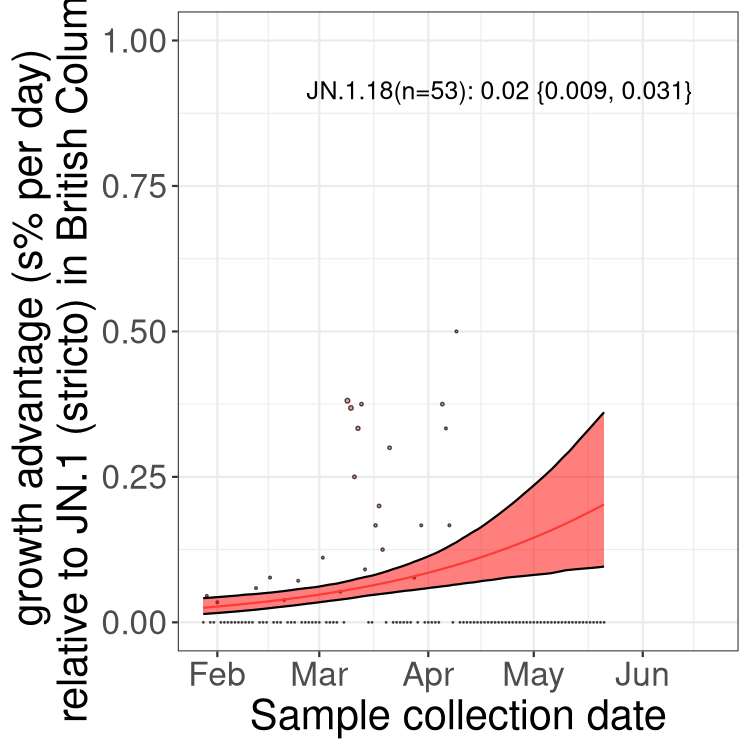 growth advantage (s% per day)
relative to JN.1 (stricto) in British Colum
1.00
0.75
0.50
0.25
0.00
JN.1.18(n=53): 0.02 {0.009, 0.031}
Feb Mar Apr May Jun
Sample collection date